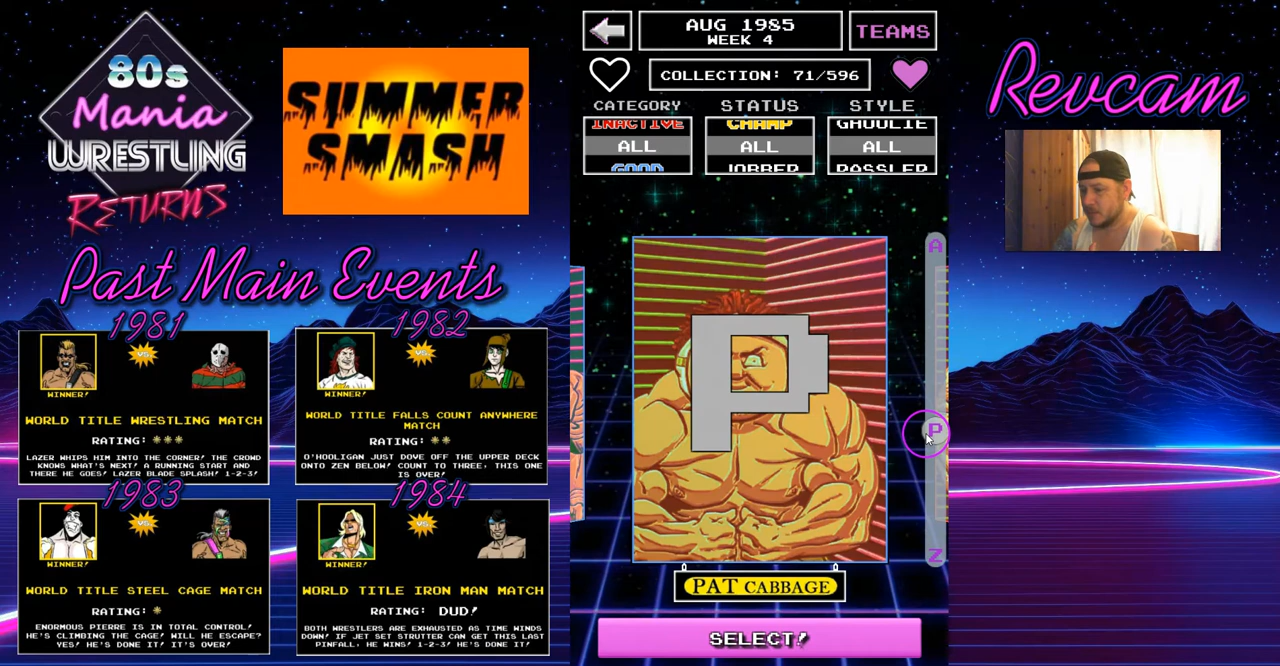 80s
Mania
WRESTLING
RETURNS
SUMMER
SMASH
Past Main Events
1981
VS
WINNER!
WORLD TITLE WRESTLING MATCH
RATING: ***
LAZER WHIPS HIM INTO THE CORNER! THE CROWD
KNOWS WHAT'S NEXT! A RUNNING START AND
THERE HE GOES! LAZER BLADE SPLASH! 1-2-3!
1982
VS
WINNER!
WORLD TITLE FALLS COUNT ANYWHERE
MATCH
RATING: **
O'HOOLIGAN JUST DOVE OFF THE UPPER DECK
ONTO ZEN BELOW! COUNT TO THREE, THIS ONE
IS OVER!
1983
VS
WINNER!
WORLD TITLE STEEL CAGE MATCH
RATING: *
ENORMOUS PIERRE IS IN TOTAL CONTROL!
HE'S CLIMBING THE CAGE! WILL HE ESCAPE?
YES! HE'S DONE IT! IT'S OVER!
1984
VS
WINNER!
WORLD TITLE IRON MAN MATCH
RATING: DUD!
BOTH WRESTLERS ARE EXHAUSTED AS TIME WINDS
DOWN! IF JET SET STRUTTER CAN GET THIS LAST
PINFALL, HE WINS! 1-2-3! HE'S DONE IT!
AUG 1985
WEEK 4
TEAMS
COLLECTION: 71/596
CATEGORY STATUS STYLE
INACTIVE CHAMP GHOULIE
ALL ALL ALL
GOOD JOBBER RASSLER
A
P
P
Z
PAT CABBAGE
SELECT!
Revcam